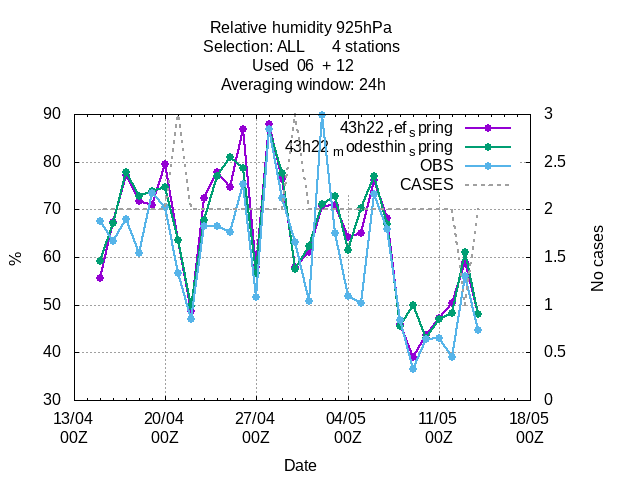 Relative humidity 925hPa
Selection: ALL 4 stations
Used 06 + 12
Averaging window: 24h
90 3
43h22_ref_spring
43h22_modesthin_spring
OBS
CASES
80 2.5
70 2
60 1.5
50 1
40 0.5
30 0
%
No cases
13/04 20/04 27/04 04/05 11/05 18/05
00Z 00Z 00Z 00Z 00Z 00Z
Date